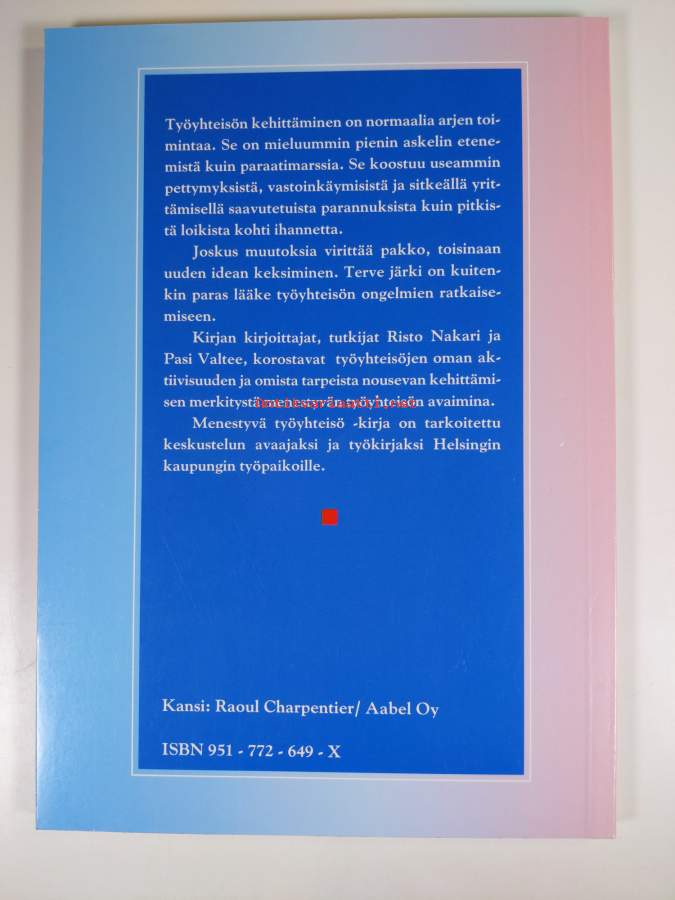 Työyhteisön kehittäminen on normaalia arjen toi-
mintaa. Se on mieluummin pienin askelin etene-
mistä kuin paraatimarssia. Se koostuu useammin
pettymyksistä, vastoinkäymisistä ja sitkeällä yrit-
tämisellä saavutetuista parannuksista kuin pitkis-
tä loikista kohti ihannetta.
Joskus muutoksia virittää pakko, toisinaan
uuden idean keksiminen. Terve järki on kuiten-
kin paras lääke työyhteisön ongelmien ratkaise-
miseen.
Kirjan kirjoittajat, tutkijat Risto Nakari ja
Pasi Valtee, korostavat työyhteisöjen oman ak-
tiivisuuden ja omista tarpeista nousevan kehittämi-
sen merkitystä menestyvän työyhteisön avaimina.
Menestyvä työyhteisö -kirja on tarkoitettu
keskustelun avaajaksi ja työkirjaksi Helsingin
kaupungin työpaikoille.
Kansi: Raoul Charpentier/ Aabel Oy
ISBN 951 - 772 - 649 - X